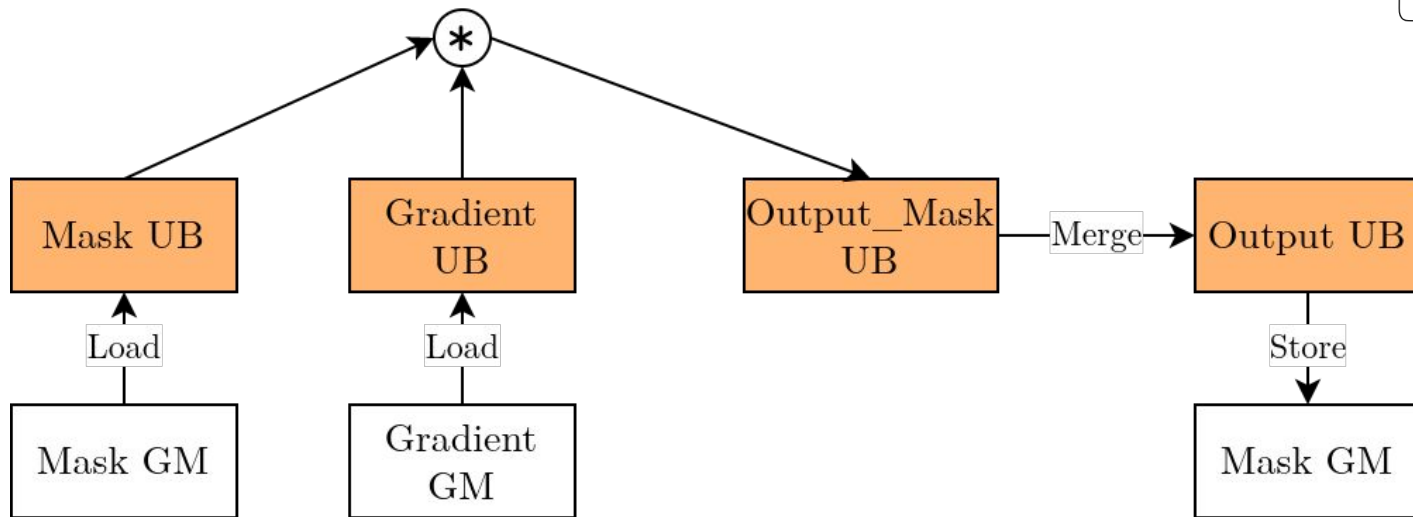 *
Mask UB
Gradient
UB
Output_Mask
UB
Merge
Output UB
Load
Load
Store
Mask GM
Gradient
GM
Mask GM